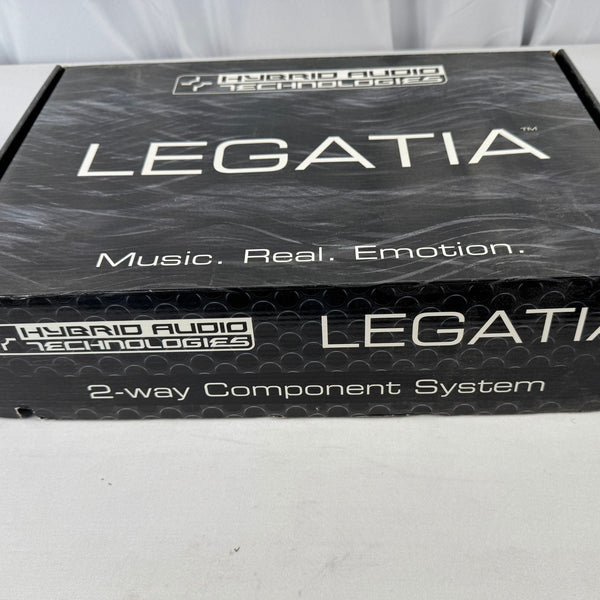 HYBRID AUDIO
TECHNOLOGIES
LEGATIA™
Music. Real. Emotion.
HYBRID AUDIO
TECHNOLOGIES
LEGATIA
2-way Component System